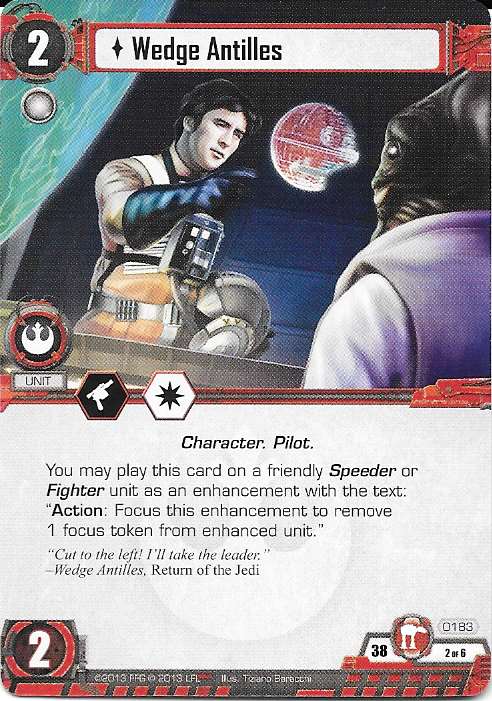 2
Wedge Antilles
UNIT
Character. Pilot.
You may play this card on a friendly Speeder or
Fighter unit as an enhancement with the text:
“Action: Focus this enhancement to remove
1 focus token from enhanced unit.”
“Cut to the left! I'll take the leader.”
–Wedge Antilles, Return of the Jedi
2
0183
38
2 OF 6
©2013 FFG © 2013 LFL Illus. Tiziano Baracchi